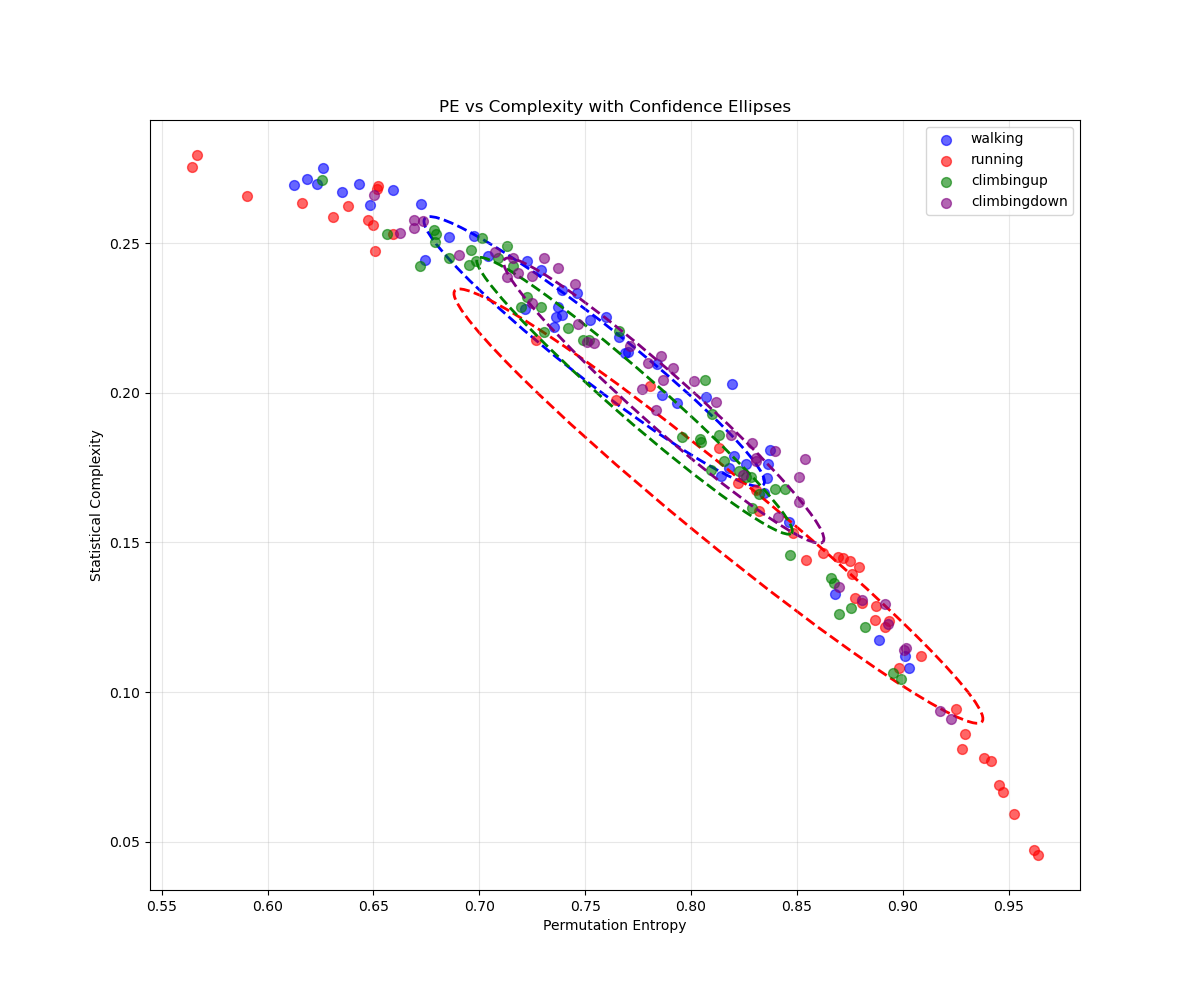 PE vs Complexity with Confidence Ellipses
walking
running
climbingup
climbingdown
Statistical Complexity
0.25
0.20
0.15
0.10
0.05
0.55 0.60 0.65 0.70 0.75 0.80 0.85 0.90 0.95
Permutation Entropy